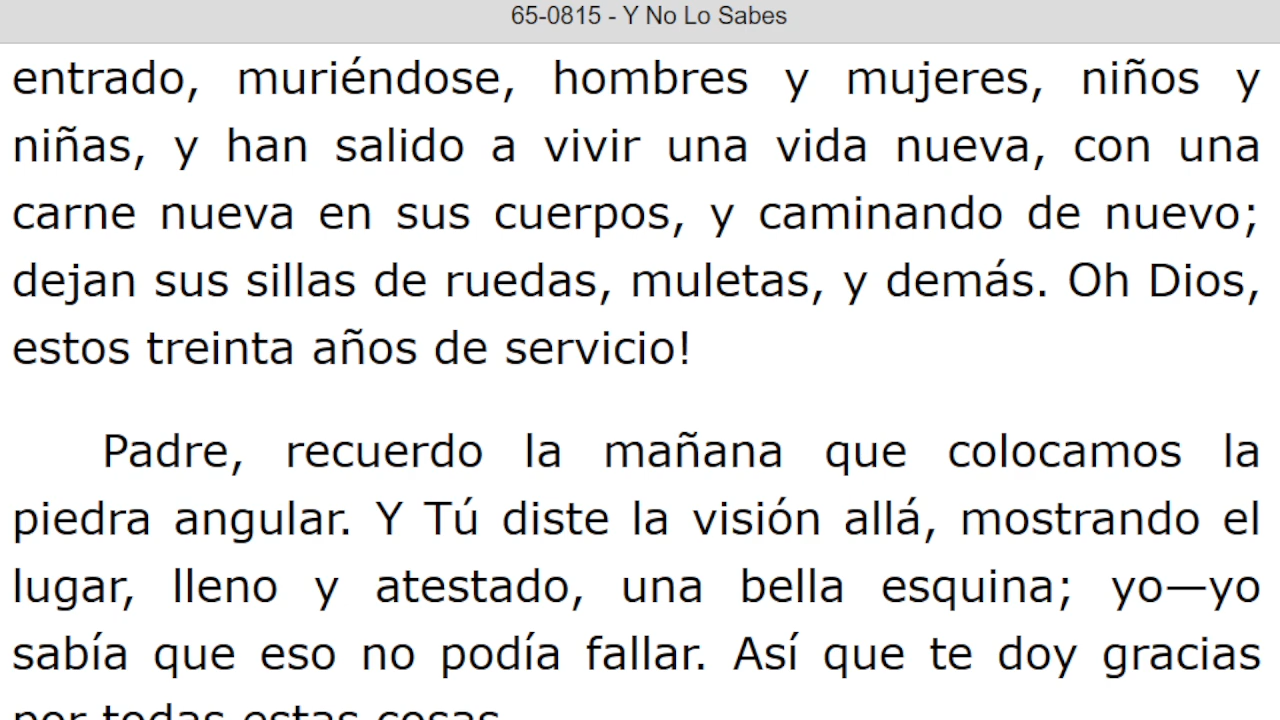 65-0815 - Y No Lo Sabes
entrado, muriéndose, hombres y mujeres, niños y
niñas, y han salido a vivir una vida nueva, con una
carne nueva en sus cuerpos, y caminando de nuevo;
dejan sus sillas de ruedas, muletas, y demás. Oh Dios,
estos treinta años de servicio!
Padre, recuerdo la mañana que colocamos la
piedra angular. Y Tú diste la visión allá, mostrando el
lugar, lleno y atestado, una bella esquina; yo—yo
sabía que eso no podía fallar. Así que te doy gracias
por todas estas cosas.